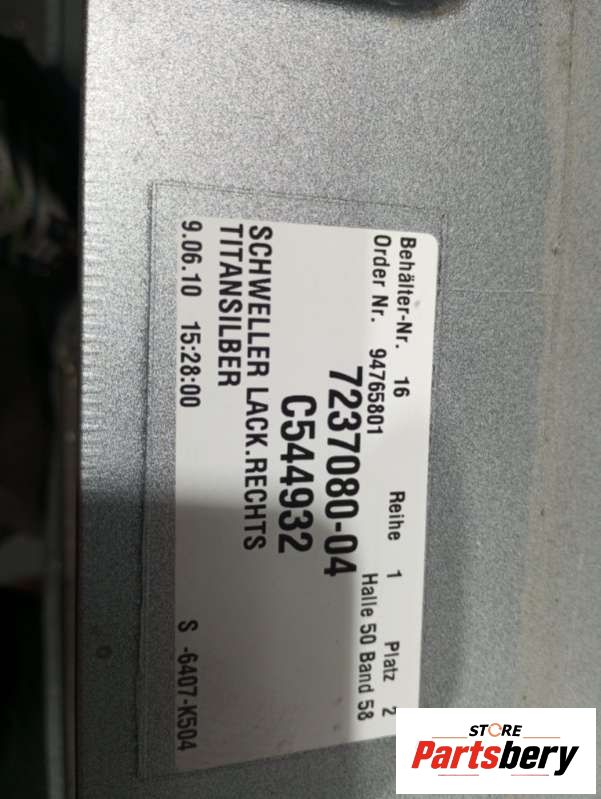 Behälter-Nr. 16 Reihe 1 Platz 2
Order Nr. 94765801 Halle 50 Band 58
7237080-04
C544932
SCHWELLER LACK.RECHTS
TITANSILBER
9.06.10 15:28:00 S -6407-K504
STORE
Partsbery